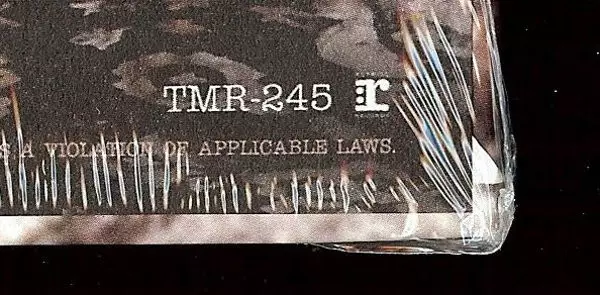 TMR-245 r
A VIOLATION OF APPLICABLE LAWS.